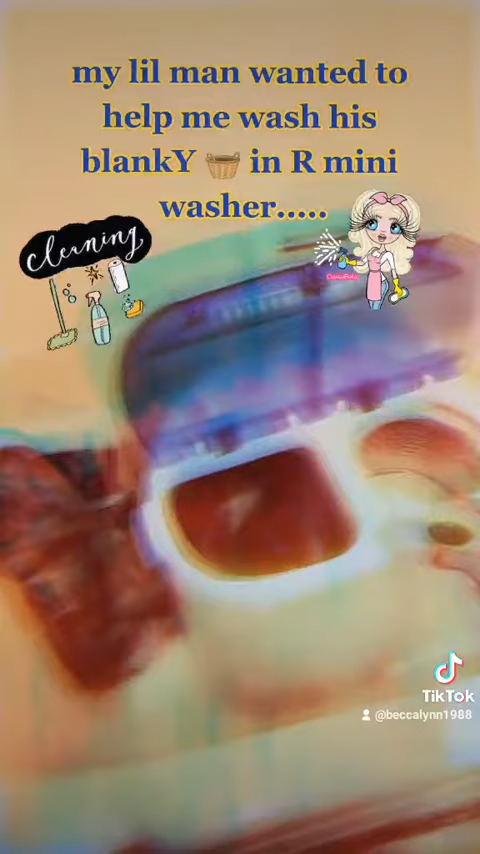 my lil man wanted to
help me wash his
blankY 🧺 in R mini
washer.....
cleaning
TikTok
@beccalynn1988